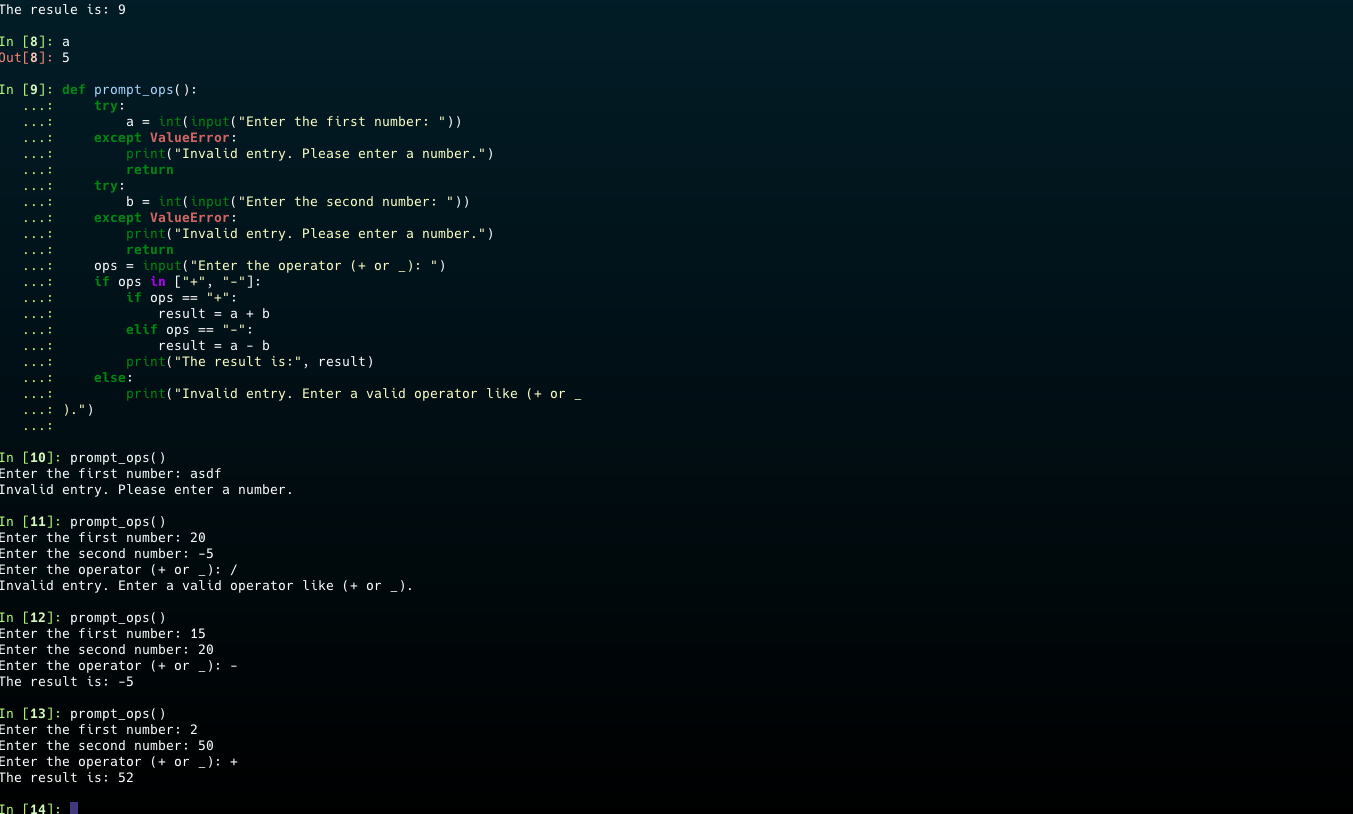 The resule is: 9
In [8]: a
Out[8]: 5
In [9]: def prompt_ops():
...: try:
...: a = int(input("Enter the first number: "))
...: except ValueError:
...: print("Invalid entry. Please enter a number.")
...: return
...: try:
...: b = int(input("Enter the second number: "))
...: except ValueError:
...: print("Invalid entry. Please enter a number.")
...: return
...: ops = input("Enter the operator (+ or _): ")
...: if ops in ["+", "-"]:
...: if ops == "+":
...: result = a + b
...: elif ops == "-":
...: result = a - b
...: print("The result is:", result)
...: else:
...: print("Invalid entry. Enter a valid operator like (+ or _
...: ).")
...:
In [10]: prompt_ops()
Enter the first number: asdf
Invalid entry. Please enter a number.
In [11]: prompt_ops()
Enter the first number: 20
Enter the second number: -5
Enter the operator (+ or _): /
Invalid entry. Enter a valid operator like (+ or _).
In [12]: prompt_ops()
Enter the first number: 15
Enter the second number: 20
Enter the operator (+ or _): -
The result is: -5
In [13]: prompt_ops()
Enter the first number: 2
Enter the second number: 50
Enter the operator (+ or _): +
The result is: 52
In [14]: